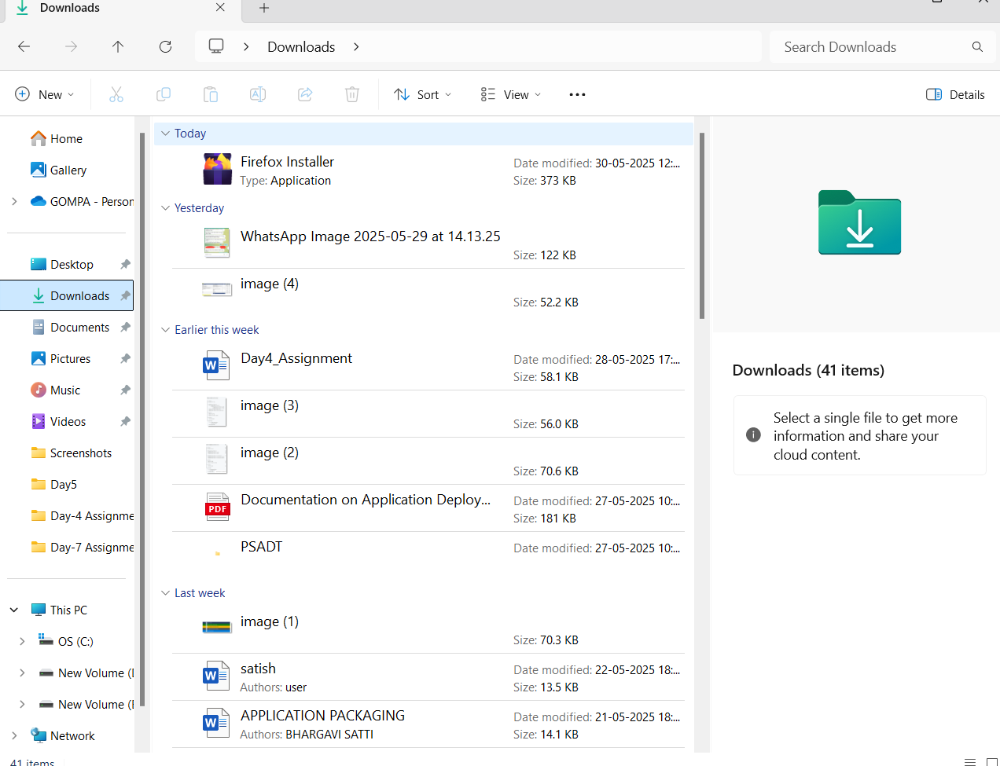 Downloads
Downloads
Search Downloads
New
Sort
View
Details
Home
Gallery
GOMPA - Person
Desktop
Downloads
Documents
Pictures
Music
Videos
Screenshots
Day5
Day-4 Assignme
Day-7 Assignme
This PC
OS (C:)
New Volume (
New Volume (
Network
41 items
Today
Firefox Installer
Date modified: 30-05-2025 12:...
Type: Application
Size: 373 KB
Yesterday
WhatsApp Image 2025-05-29 at 14.13.25
Size: 122 KB
image (4)
Size: 52.2 KB
Earlier this week
Day4_Assignment
Date modified: 28-05-2025 17:...
Size: 58.1 KB
image (3)
Size: 56.0 KB
image (2)
Size: 70.6 KB
PDF
Documentation on Application Deploy...
Date modified: 27-05-2025 10:...
Size: 181 KB
PSADT
Date modified: 27-05-2025 10:...
Last week
image (1)
Size: 70.3 KB
satish
Date modified: 22-05-2025 18:...
Authors: user
Size: 13.5 KB
APPLICATION PACKAGING
Date modified: 21-05-2025 18:...
Authors: BHARGAVI SATTI
Size: 14.1 KB
Downloads (41 items)
Select a single file to get more
information and share your
cloud content.